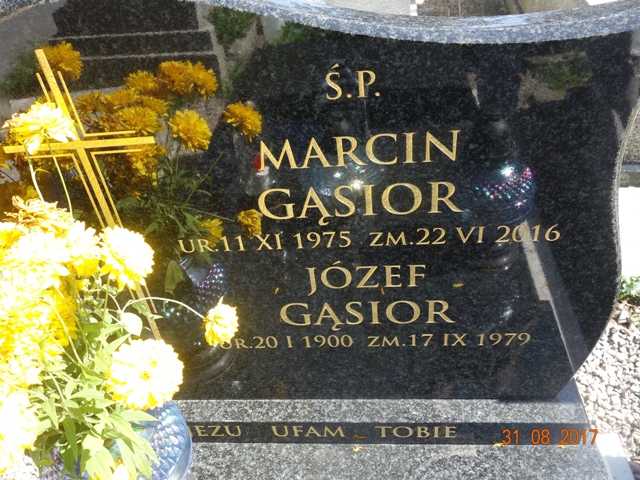 Ś.P.
MARCIN
GĄSIOR
UR.11 XI 1975 ZM.22 VI 2016
JÓZEF
GĄSIOR
UR.20 I 1900 ZM.17 IX 1979
JEZU UFAM TOBIE
31 08 2017